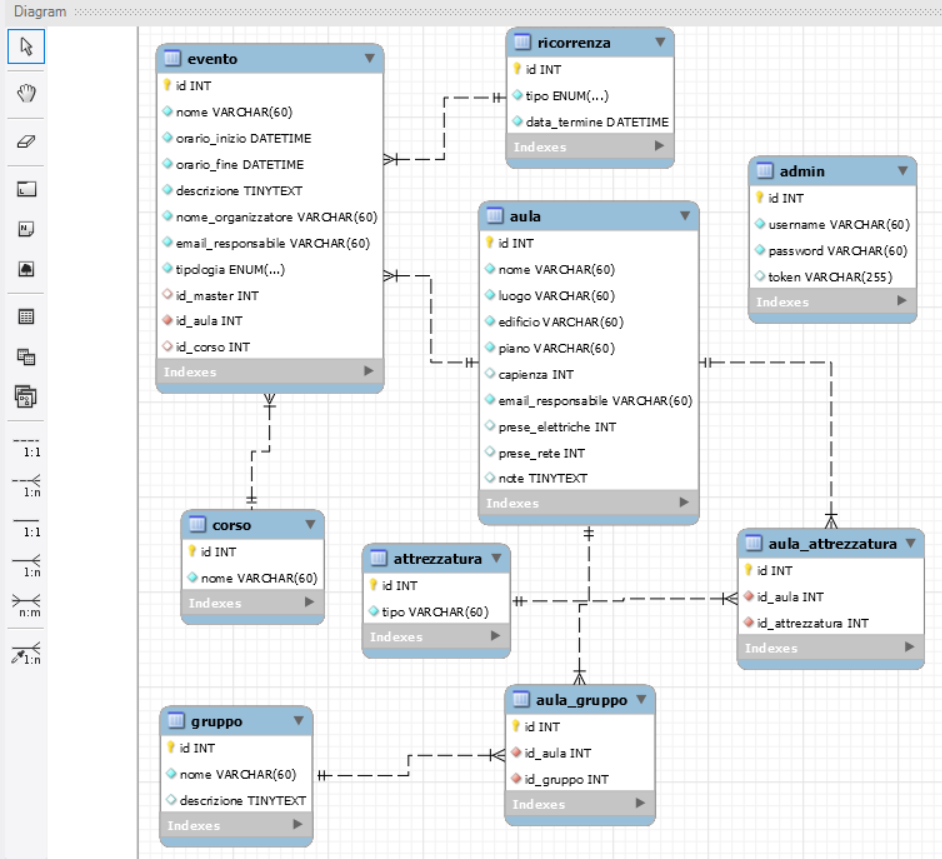 Diagram
evento
id INT
nome VARCHAR(60)
orario_inizio DATETIME
orario_fine DATETIME
descrizione TINYTEXT
nome_organizzatore VARCHAR(60)
email_responsabile VARCHAR(60)
tipologia ENUM(...)
id_master INT
id_aula INT
id_corso INT
Indexes
ricorrenza
id INT
tipo ENUM(...)
data_termine DATETIME
Indexes
admin
id INT
username VARCHAR(60)
password VARCHAR(60)
token VARCHAR(255)
Indexes
aula
id INT
nome VARCHAR(60)
luogo VARCHAR(60)
edificio VARCHAR(60)
piano VARCHAR(60)
capienza INT
email_responsabile VARCHAR(60)
prese_elettriche INT
prese_rete INT
note TINYTEXT
Indexes
1:1
1:n
1:1
1:n
n:m
1:n
corso
id INT
nome VARCHAR(60)
Indexes
attrezzatura
id INT
tipo VARCHAR(60)
Indexes
aula_attrezzatura
id INT
id_aula INT
id_attrezzatura INT
Indexes
gruppo
id INT
nome VARCHAR(60)
descrizione TINYTEXT
Indexes
aula_gruppo
id INT
id_aula INT
id_gruppo INT
Indexes